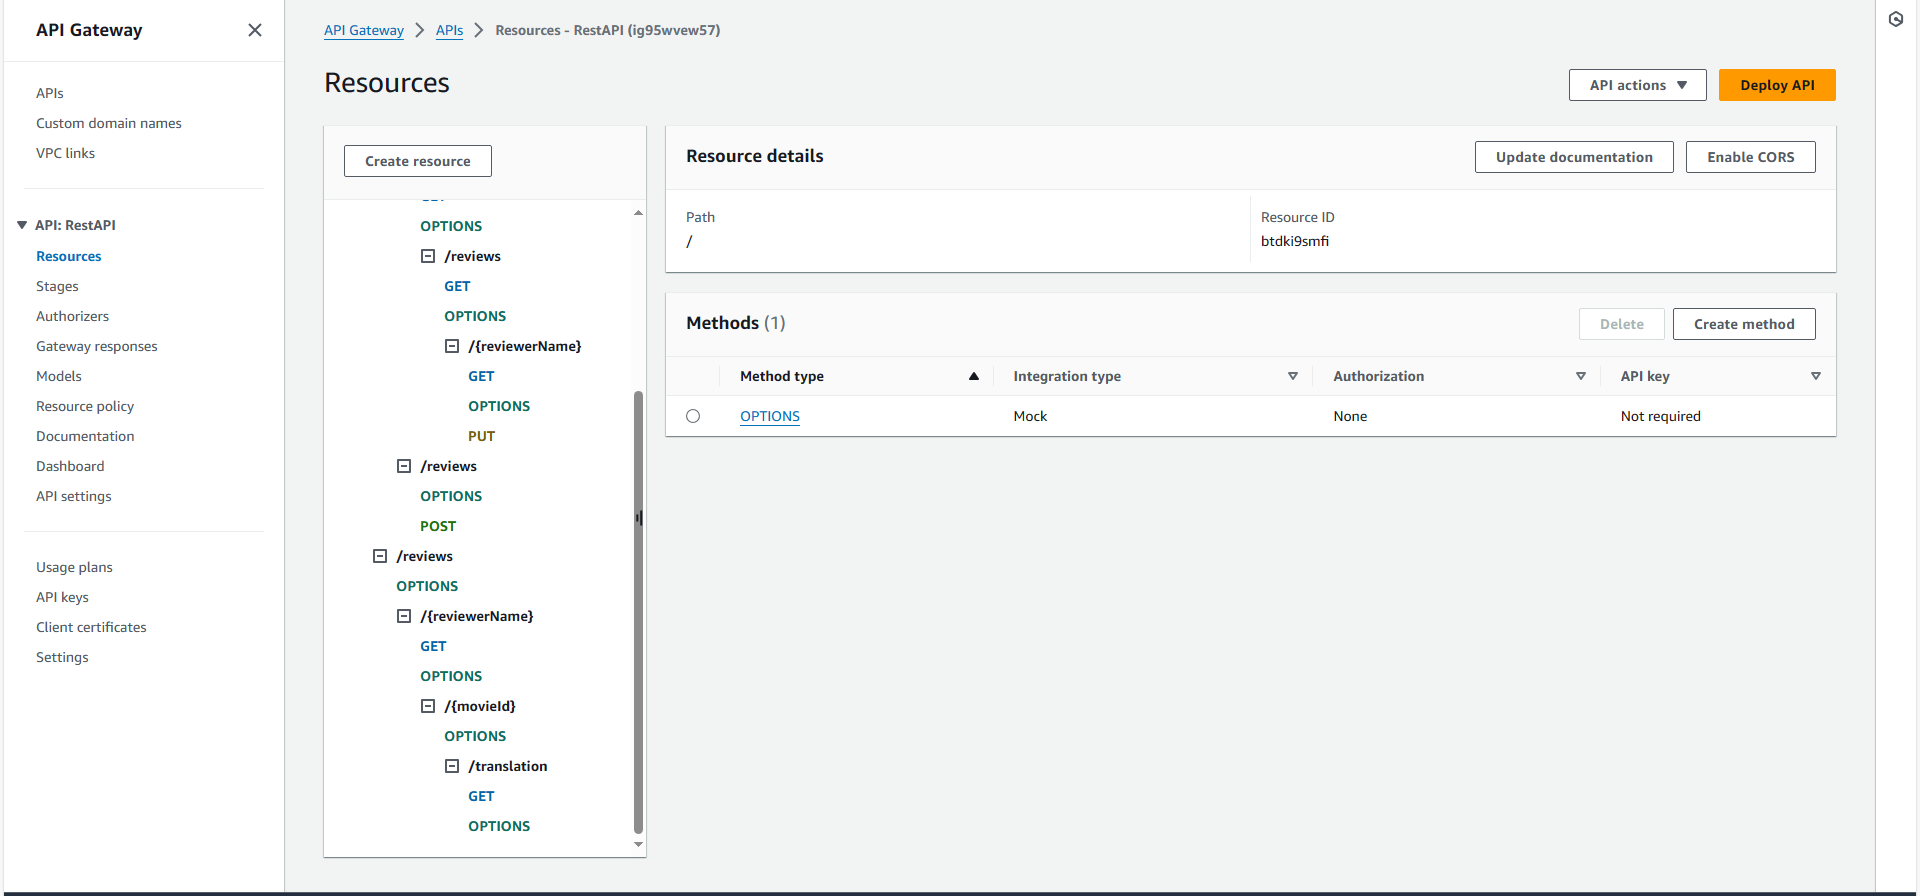 API Gateway
APIs
Custom domain names
VPC links
API: RestAPI
Resources
Stages
Authorizers
Gateway responses
Models
Resource policy
Documentation
Dashboard
API settings
Usage plans
API keys
Client certificates
Settings
API Gateway APIs Resources - RestAPI (ig95wvew57)
Resources
API actions
Deploy API
Create resource
OPTIONS
/reviews
GET
OPTIONS
/{reviewerName}
GET
OPTIONS
PUT
/reviews
OPTIONS
POST
/reviews
OPTIONS
/{reviewerName}
GET
OPTIONS
/{movieId}
OPTIONS
/translation
GET
OPTIONS
Resource details
Update documentation
Enable CORS
Path
/
Resource ID
btdki9smfi
Methods (1)
Delete
Create method
Method type Integration type Authorization API key
OPTIONS Mock None Not required